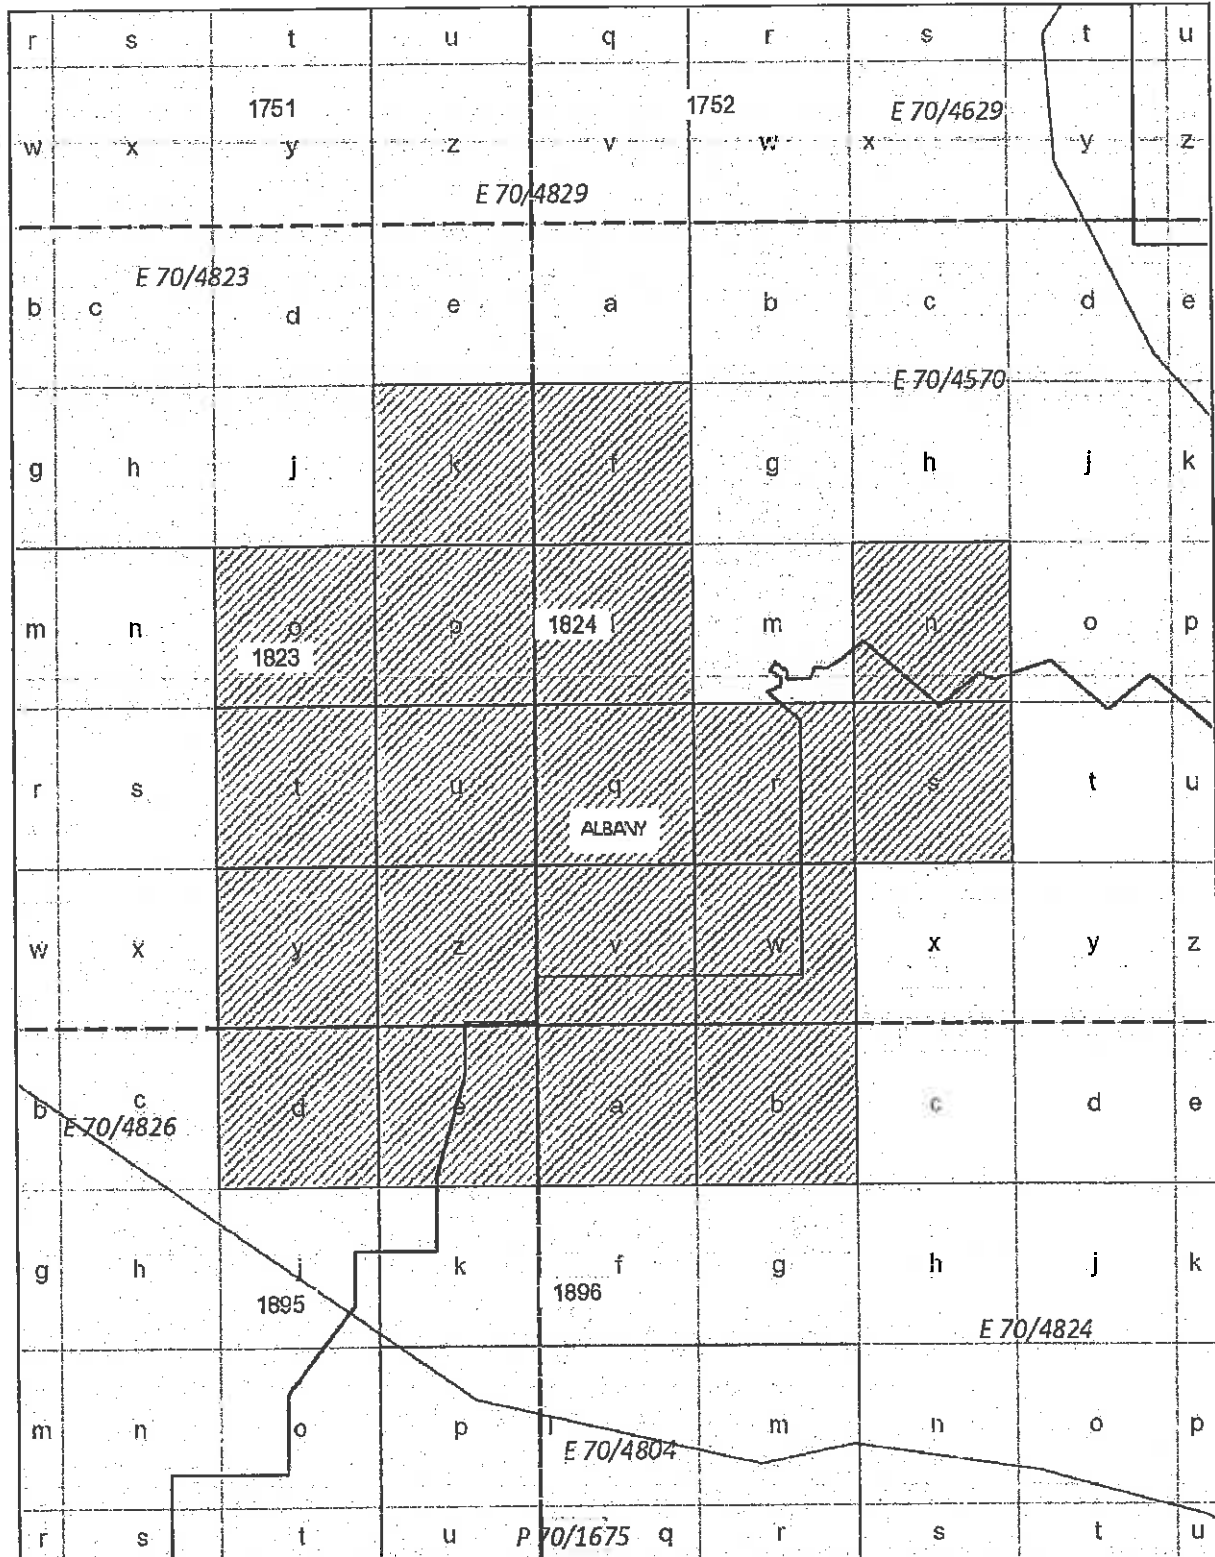 r s t u q r s t u
1751 1752 E 70/4629
w x y z v w x y z
E 70/4829
E 70/4823
b c d e a b c d e
E 70/4570
g h j k f g h j k
m n o p 1824 l m n o p
1823
r s t u q r s t u
ALBANY
w x y z v w x y z
b c d e a b c d e
E 70/4826
g h j k f g h j k
1895 1896
E 70/4824
m n o p l m n o p
E 70/4804
r s t u P 70/1675 q r s t u